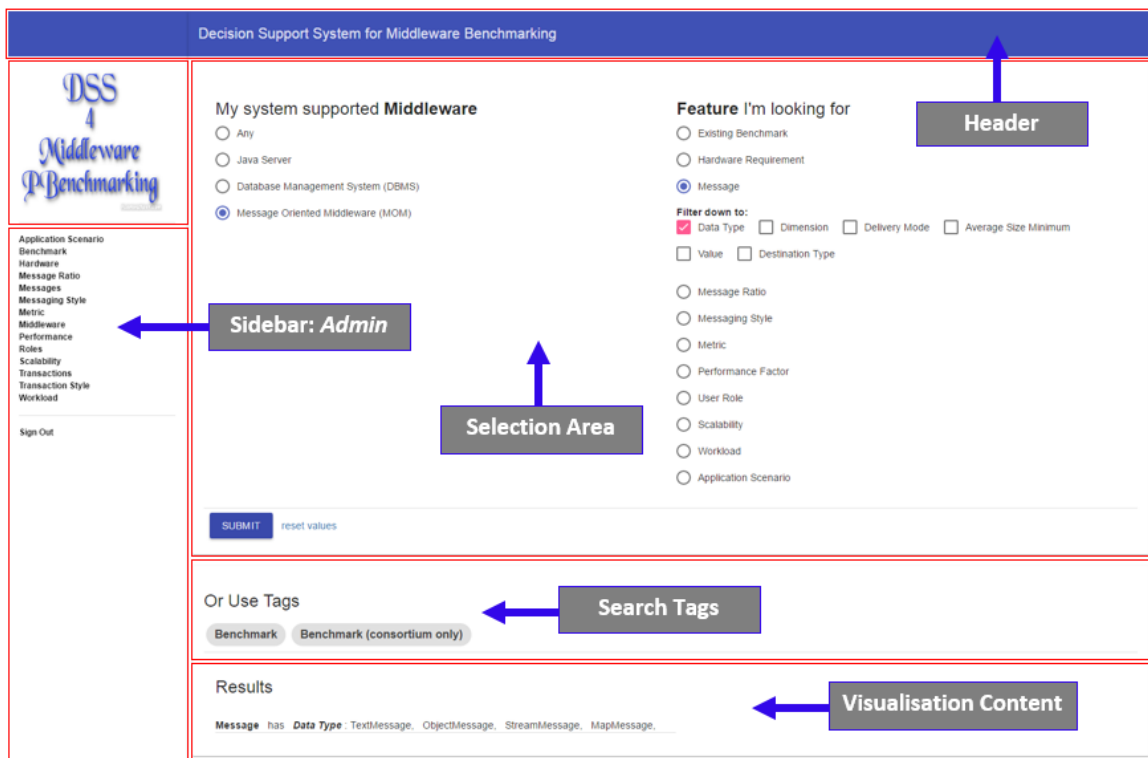 Decision Support System for Middleware Benchmarking
Header
DSS
4
Middleware
Benchmarking
Application Scenario
Benchmark
Hardware
Message Ratio
Messages
Messaging Style
Metric
Middleware
Performance
Roles
Scalability
Transactions
Transaction Style
Workload
Sign Out
Sidebar: Admin
My system supported Middleware
Any
Java Server
Database Management System (DBMS)
Message Oriented Middleware (MOM)
Feature I'm looking for
Existing Benchmark
Hardware Requirement
Message
Filter down to:
Data Type Dimension Delivery Mode Average Size Minimum
Value Destination Type
Message Ratio
Messaging Style
Metric
Performance Factor
User Role
Scalability
Workload
Application Scenario
Selection Area
SUBMIT reset values
Or Use Tags
Benchmark Benchmark (consortium only)
Search Tags
Results
Message has Data Type : TextMessage, ObjectMessage, StreamMessage, MapMessage,
Visualisation Content